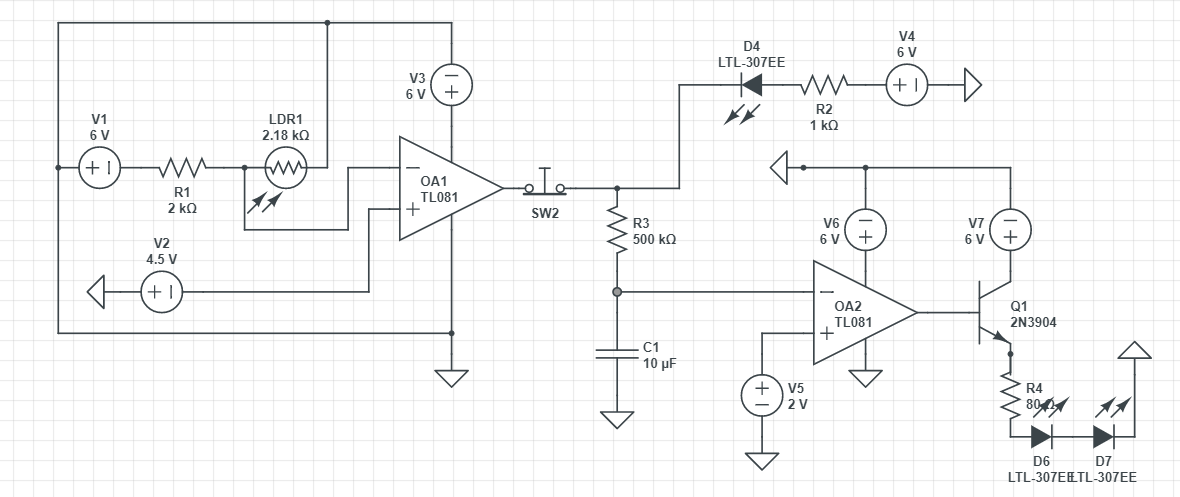 V1
6 V
R1
2 kΩ
LDR1
2.18 kΩ
V3
6 V
OA1
TL081
V2
4.5 V
SW2
D4
LTL-307EE
R2
1 kΩ
V4
6 V
R3
500 kΩ
C1
10 µF
V6
6 V
V7
6 V
OA2
TL081
V5
2 V
Q1
2N3904
R4
80 Ω
D6
LTL-307EE
D7
LTL-307EE